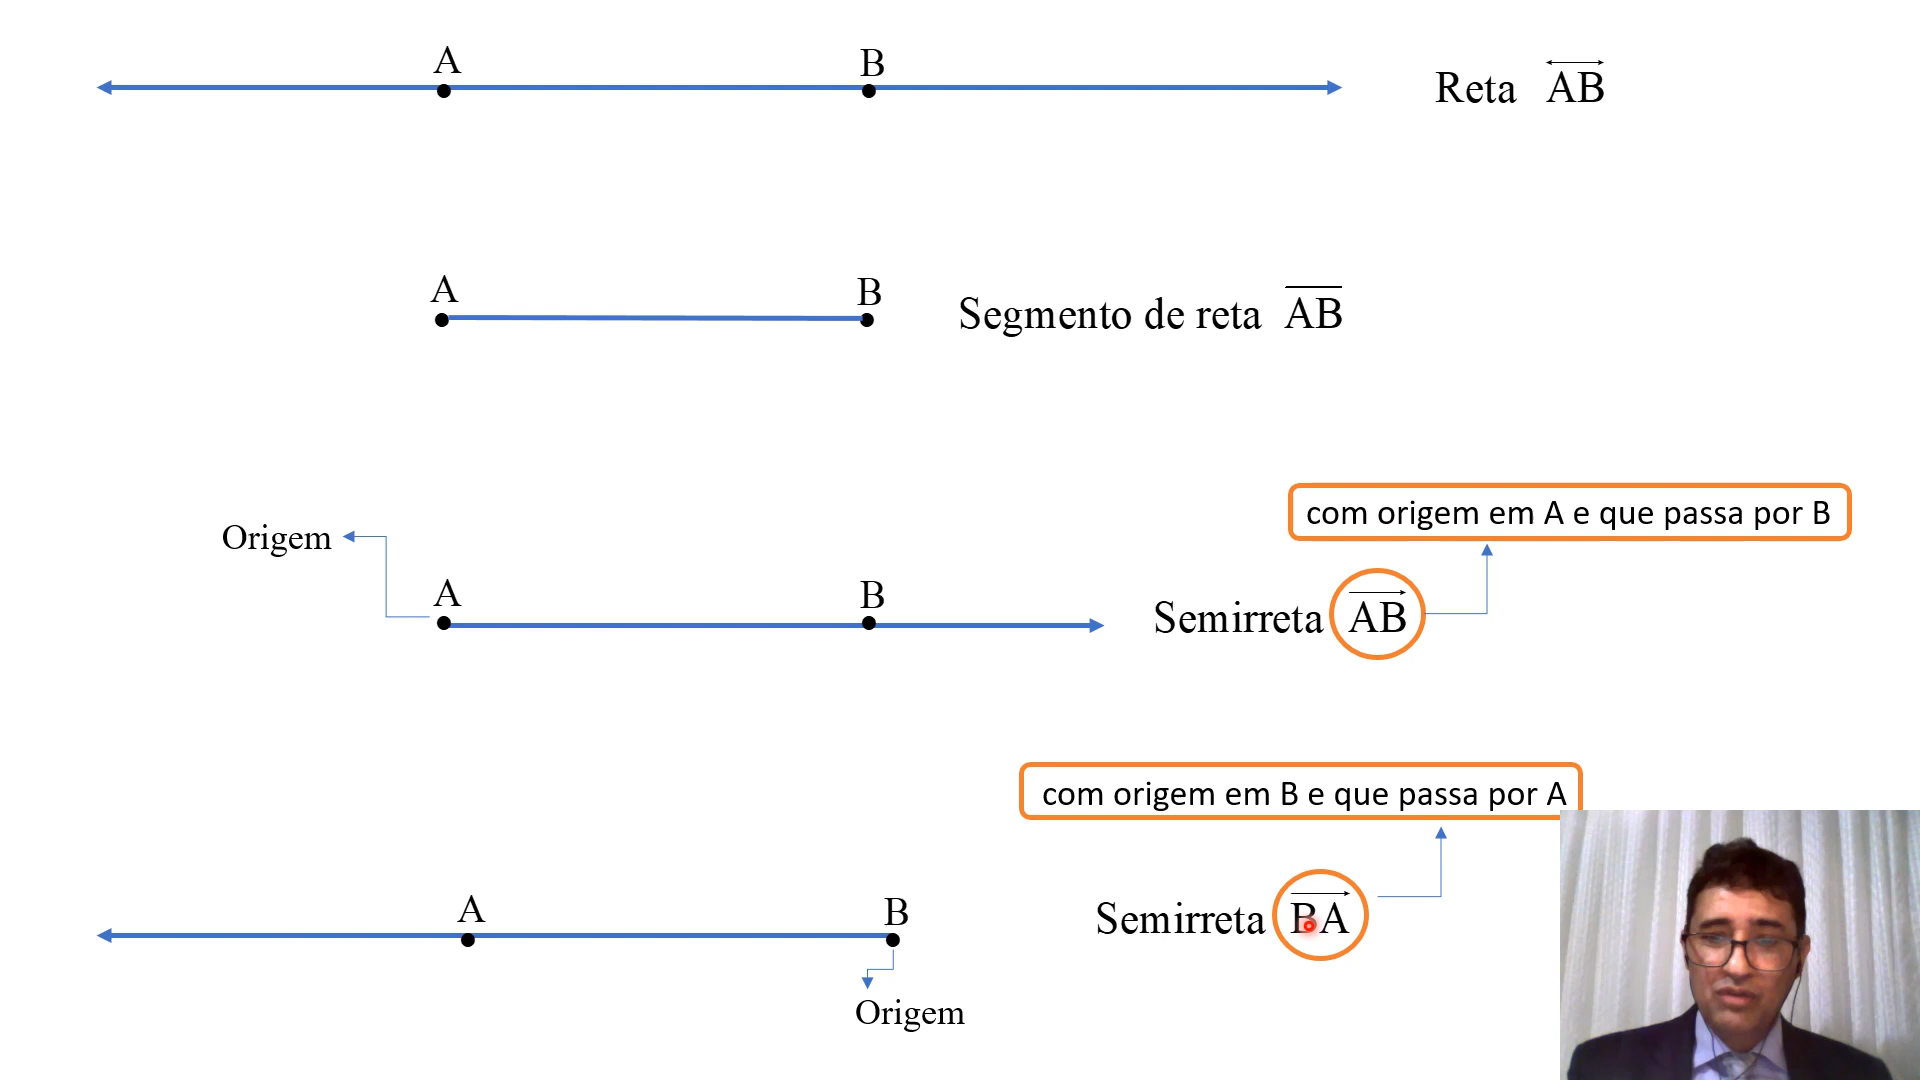 A B
Reta AB
A B
Segmento de reta AB
com origem em A e que passa por B
Origem
A B
Semirreta AB
com origem em B e que passa por A
A B
Semirreta BA
Origem